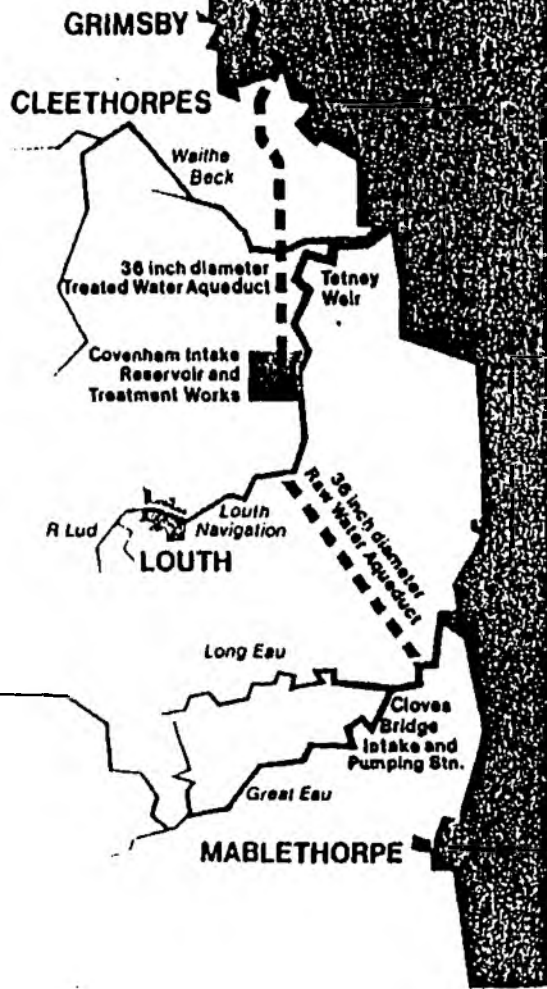 GRIMSBY
CLEETHORPES
Waithe
Beck
36 inch diameter
Treated Water Aqueduct
Tetney
Weir
Covenham Intake
Reservoir and
Treatment Works
36 inch diameter
Raw Water Aqueduct
R Lud
Louth
Navigation
LOUTH
Long Eau
Cloves
Bridge
Intake and
Pumping Stn.
Great Eau
MABLETHORPE